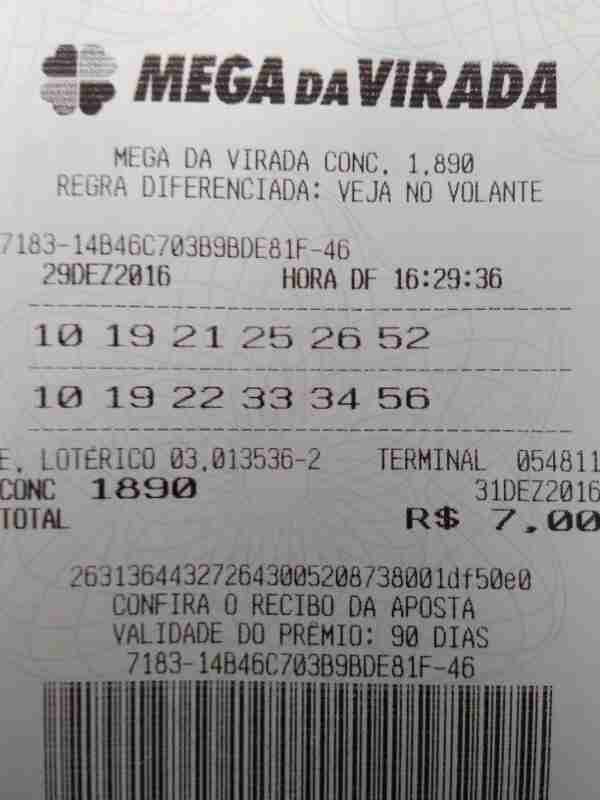 MEGA DA VIRADA
MEGA DA VIRADA CONC. 1.890
REGRA DIFERENCIADA: VEJA NO VOLANTE
7183-14B46C703B9BDE81F-46
29DEZ2016 HORA DF 16:29:36
10 19 21 25 26 52
10 19 22 33 34 56
E. LOTÉRICO 03.013536-2 TERMINAL 054811
CONC 1890 31DEZ2016
TOTAL R$ 7,00
263136443272643005208738001df50e0
CONFIRA O RECIBO DA APOSTA
VALIDADE DO PRÊMIO: 90 DIAS
7183-14B46C703B9BDE81F-46